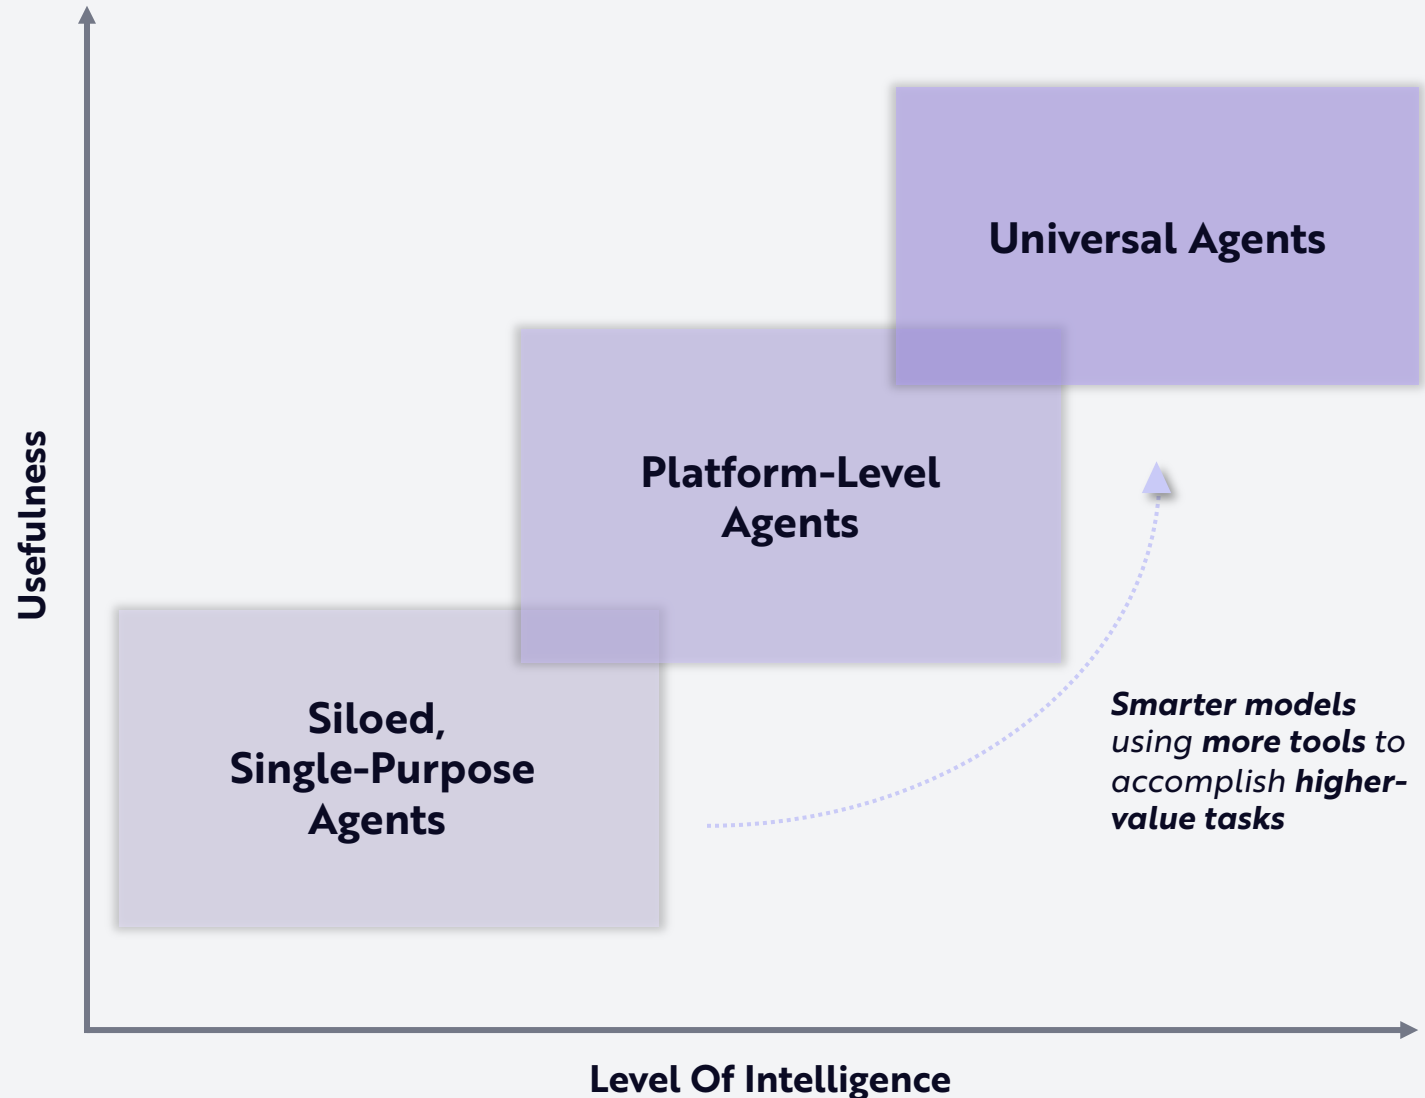 Universal Agents
Platform-Level
Agents
Usefulness
Siloed,
Single-Purpose
Agents
Smarter models
using more tools to
accomplish higher-
value tasks
Level Of Intelligence